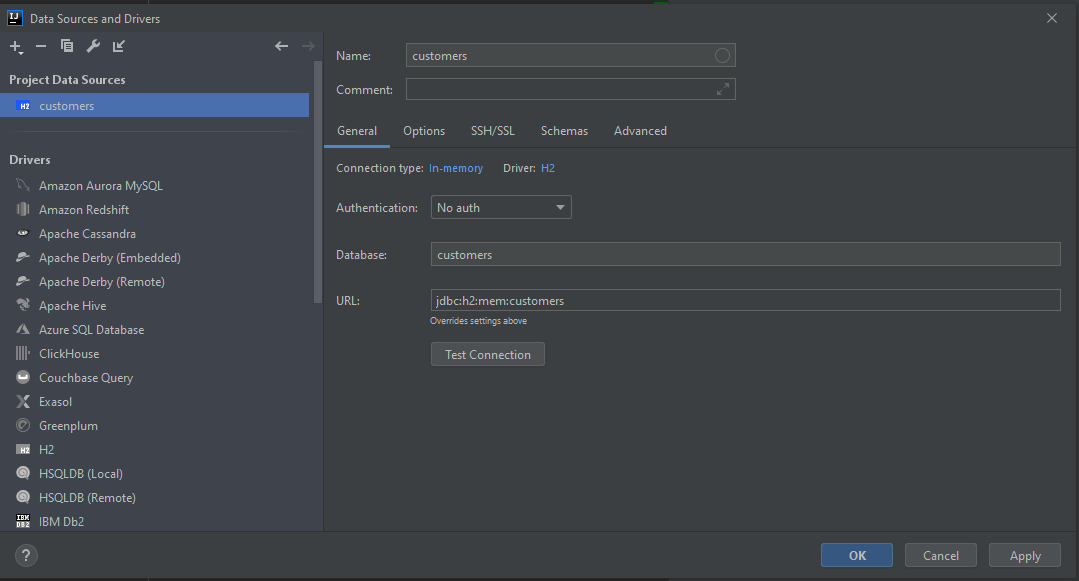 IJ Data Sources and Drivers
Project Data Sources
H2 customers
Drivers
Amazon Aurora MySQL
Amazon Redshift
Apache Cassandra
Apache Derby (Embedded)
Apache Derby (Remote)
Apache Hive
Azure SQL Database
ClickHouse
Couchbase Query
Exasol
Greenplum
H2 H2
HSQLDB (Local)
HSQLDB (Remote)
IBM DB2 IBM Db2
Name: customers
Comment:
General Options SSH/SSL Schemas Advanced
Connection type: In-memory Driver: H2
Authentication: No auth
Database: customers
URL: jdbc:h2:mem:customers
Overrides settings above
Test Connection
? OK Cancel Apply